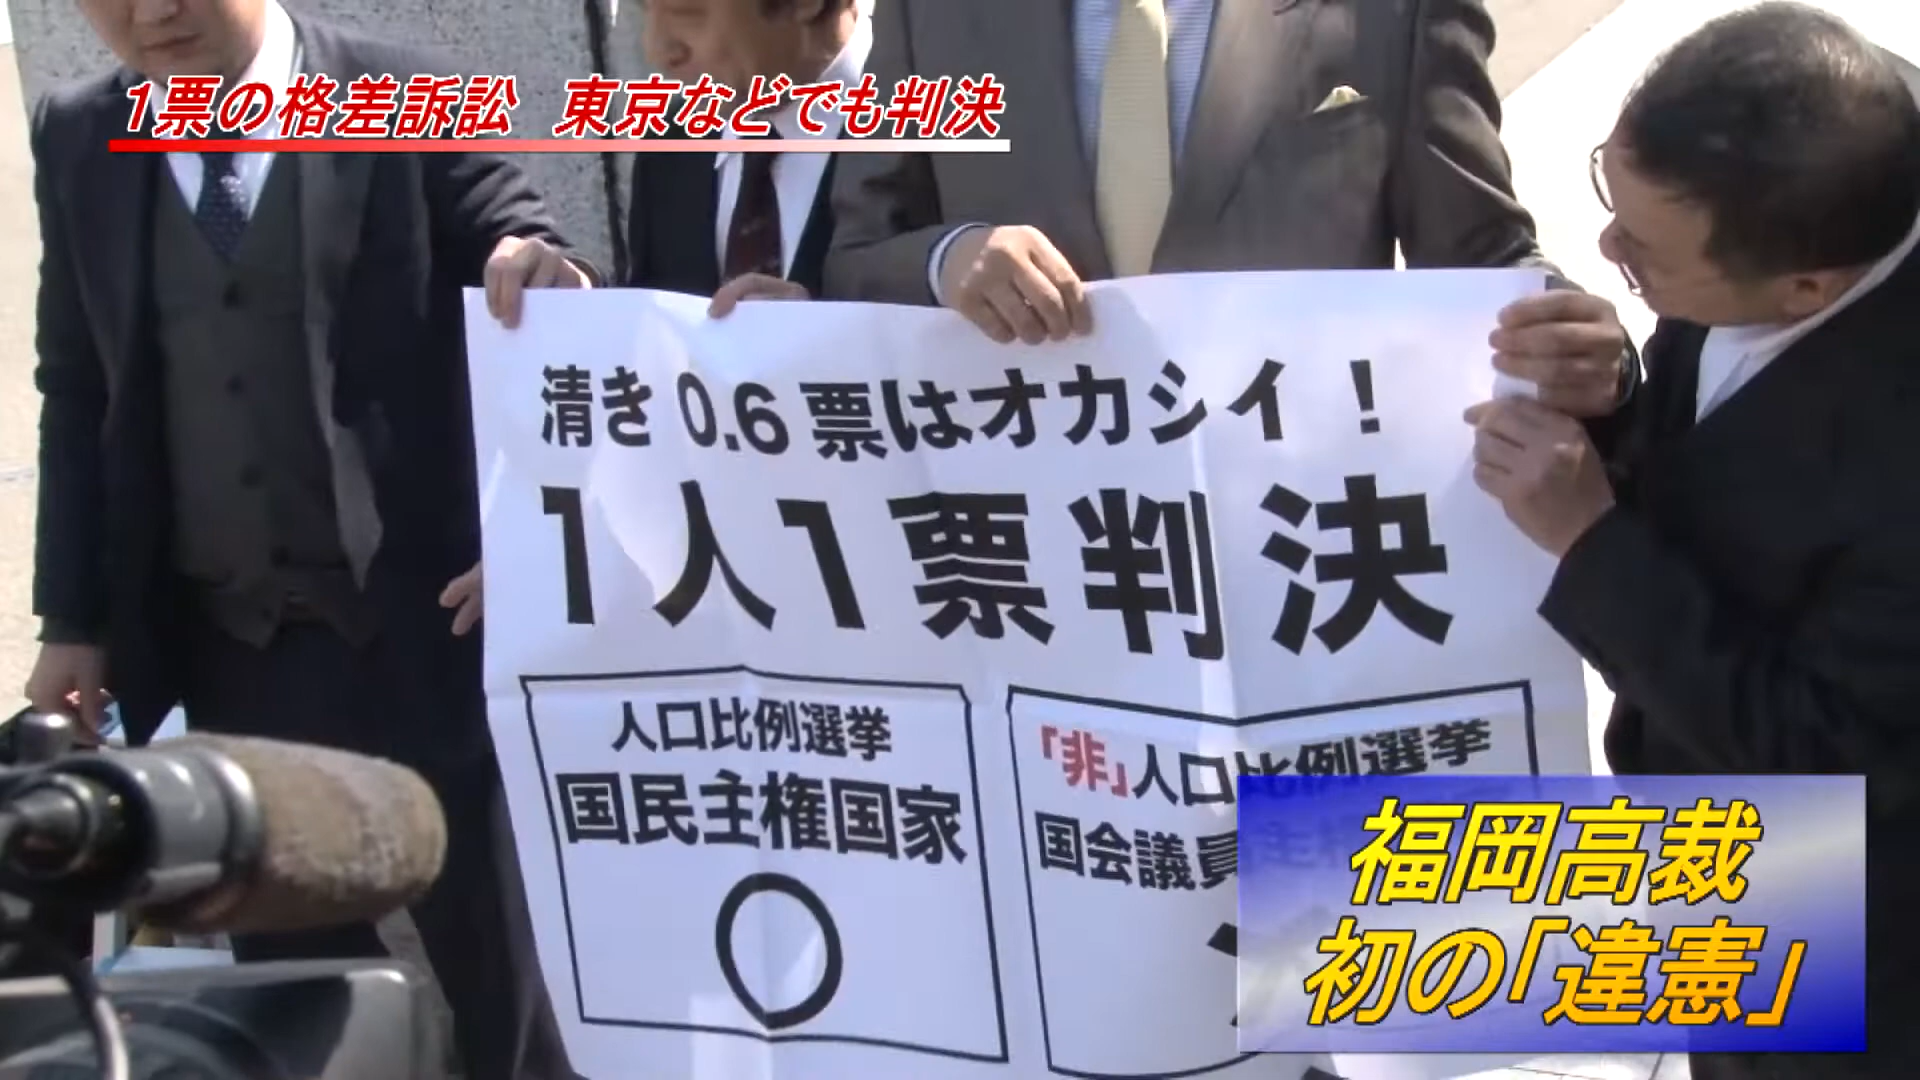 1票の格差訴訟 東京などでも判決
清き0.6票はオカシイ!
1人1票判決
人口比例選挙
国民主権国家
「非」人口比例選挙
国会議員主権
福岡高裁
初の「違憲」